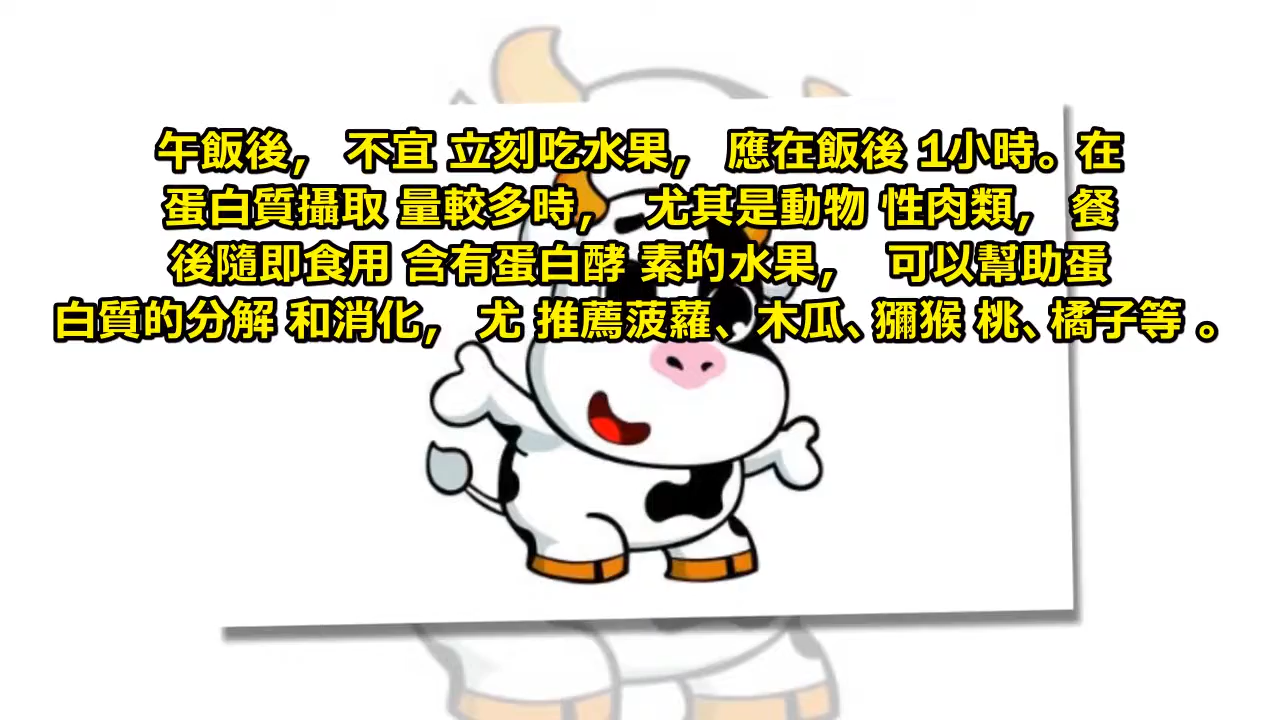 午飯後， 不宜 立刻吃水果， 應在飯後 1小時。在
蛋白質攝取 量較多時， 尤其是動物 性肉類， 餐
後隨即食用 含有蛋白酵 素的水果， 可以幫助蛋
白質的分解 和消化， 尤 推薦菠蘿、木瓜、獼猴 桃、橘子等 。